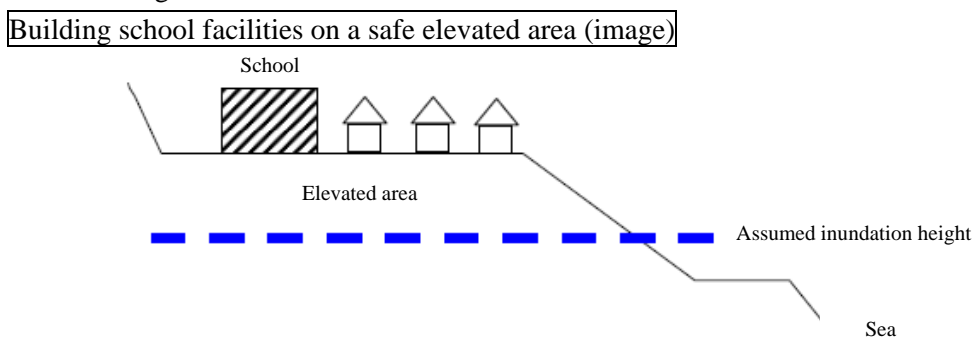 Building school facilities on a safe elevated area (image)
School
Elevated area
Assumed inundation height
Sea